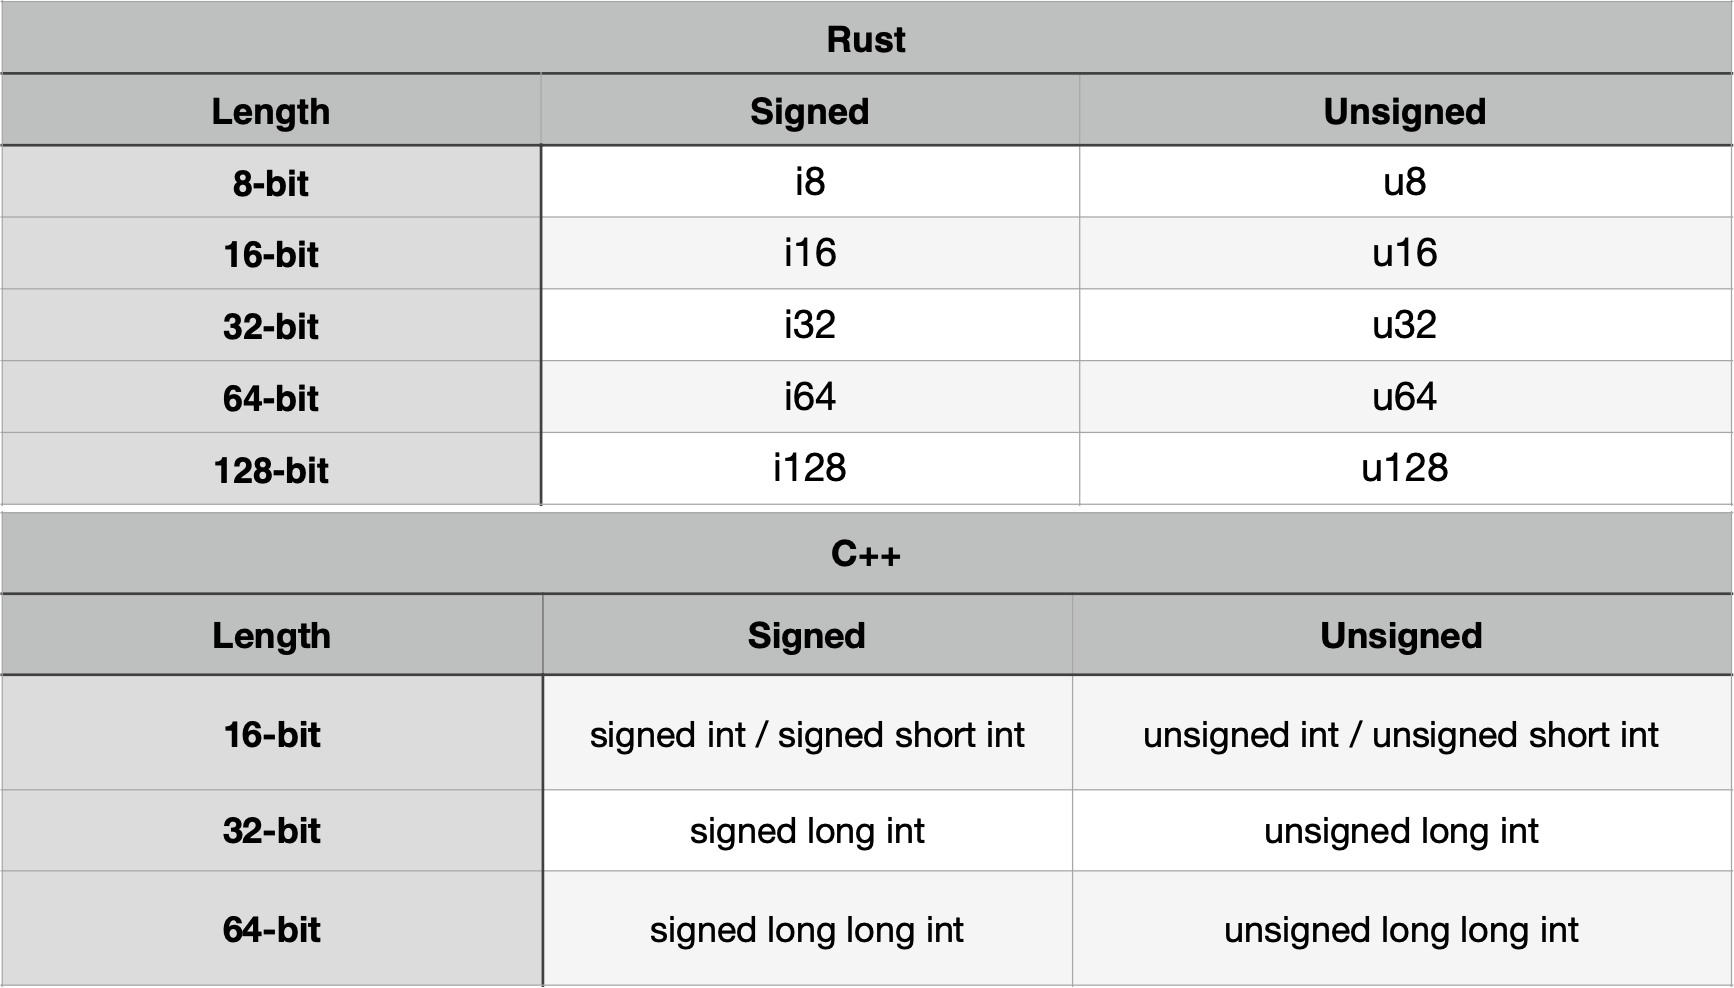 Rust
Length Signed Unsigned
8-bit i8 u8
16-bit i16 u16
32-bit i32 u32
64-bit i64 u64
128-bit i128 u128
C++
Length Signed Unsigned
16-bit signed int / signed short int unsigned int / unsigned short int
32-bit signed long int unsigned long int
64-bit signed long long int unsigned long long int